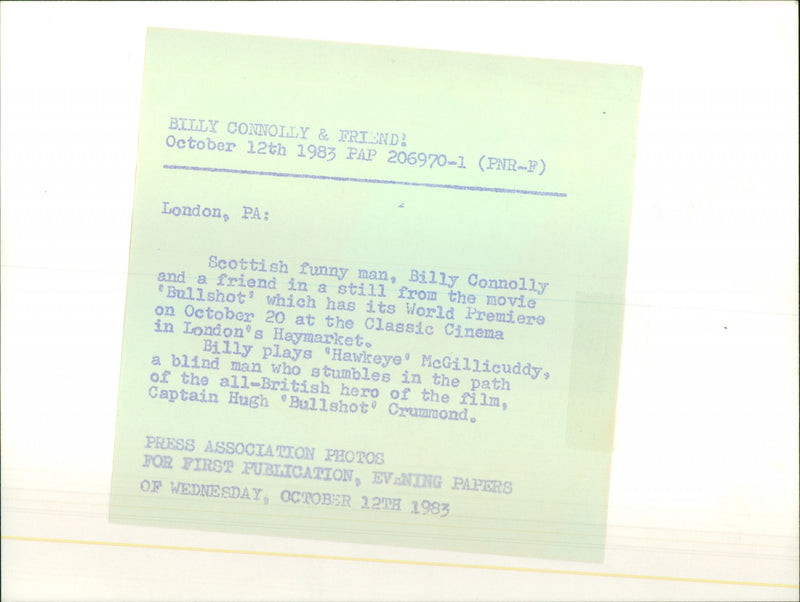 BILLY CONNOLLY & FRIEND:
October 12th 1983 PAP 206970-1 (PNR-F)
London, PA:
Scottish funny man, Billy Connolly
and a friend in a still from the movie
'Bullshot' which has its World Premiere
on October 20 at the Classic Cinema
in London's Haymarket.
Billy plays 'Hawkeye' McGillicuddy,
a blind man who stumbles in the path
of the all-British hero of the film,
Captain Hugh 'Bullshot' Crummond.
PRESS ASSOCIATION PHOTOS
FOR FIRST PUBLICATION, EVENING PAPERS
OF WEDNESDAY, OCTOBER 12TH 1983